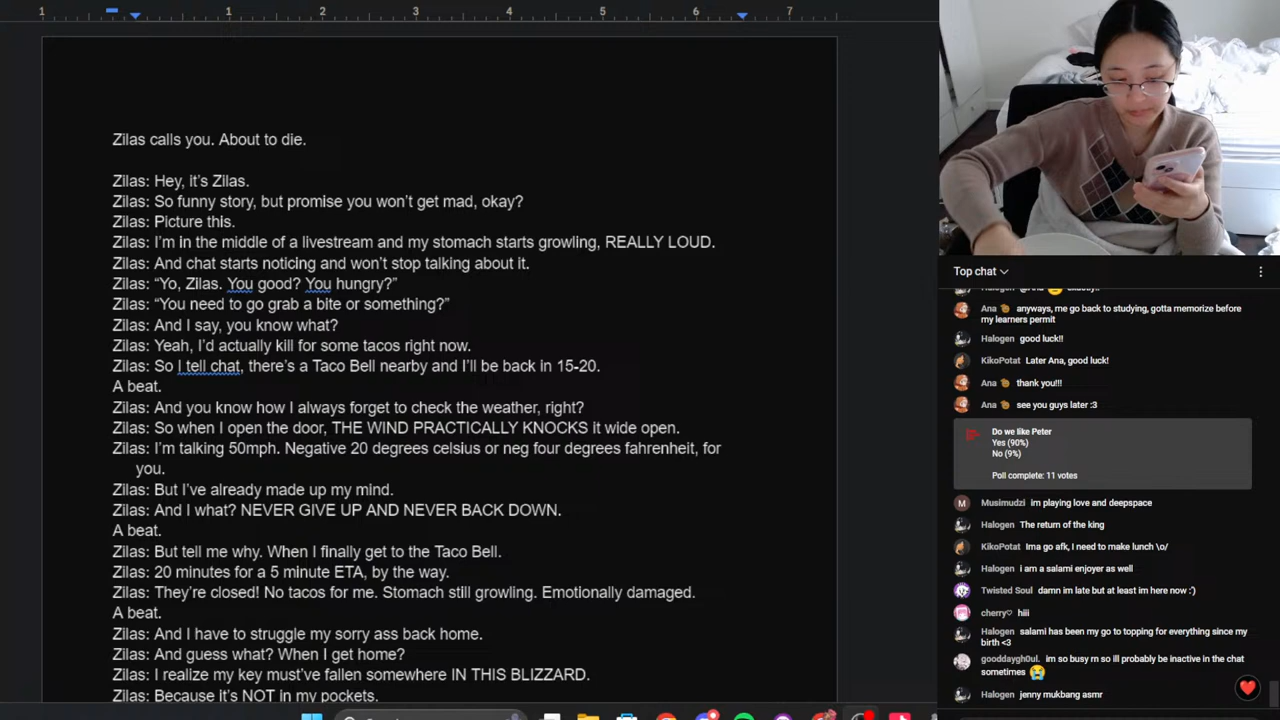 1 1 2 3 4 5 6 7
Zilas calls you. About to die.
Zilas: Hey, it's Zilas.
Zilas: So funny story, but promise you won't get mad, okay?
Zilas: Picture this.
Zilas: I'm in the middle of a livestream and my stomach starts growling, REALLY LOUD.
Zilas: And chat starts noticing and won't stop talking about it.
Zilas: “Yo, Zilas. You good? You hungry?”
Zilas: “You need to go grab a bite or something?”
Zilas: And I say, you know what?
Zilas: Yeah, I'd actually kill for some tacos right now.
Zilas: So I tell chat, there's a Taco Bell nearby and I'll be back in 15-20.
A beat.
Zilas: And you know how I always forget to check the weather, right?
Zilas: So when I open the door, THE WIND PRACTICALLY KNOCKS it wide open.
Zilas: I'm talking 50mph. Negative 20 degrees celsius or neg four degrees fahrenheit, for
you.
Zilas: But I've already made up my mind.
Zilas: And I what? NEVER GIVE UP AND NEVER BACK DOWN.
A beat.
Zilas: But tell me why. When I finally get to the Taco Bell.
Zilas: 20 minutes for a 5 minute ETA, by the way.
Zilas: They're closed! No tacos for me. Stomach still growling. Emotionally damaged.
A beat.
Zilas: And I have to struggle my sorry ass back home.
Zilas: And guess what? When I get home?
Zilas: I realize my key must've fallen somewhere IN THIS BLIZZARD.
Zilas: Because it's NOT in my pockets.
Top chat
Ana anyways, me go back to studying, gotta memorize before
my learners permit
Halogen good luck!!
KikoPotat Later Ana, good luck!
Ana thank you!!!
Ana see you guys later :3
Do we like Peter
Yes (90%)
No (9%)
Poll complete: 11 votes
M Musimudzi im playing love and deepspace
Halogen The return of the king
KikoPotat Ima go afk, I need to make lunch \o/
Halogen i am a salami enjoyer as well
Twisted Soul damn im late but at least im here now :')
cherry♡ hiii
Halogen salami has been my go to topping for everything since my
birth <3
gooddaygh0ul. im so busy rn so ill probably be inactive in the chat
sometimes 😭
Halogen jenny mukbang asmr